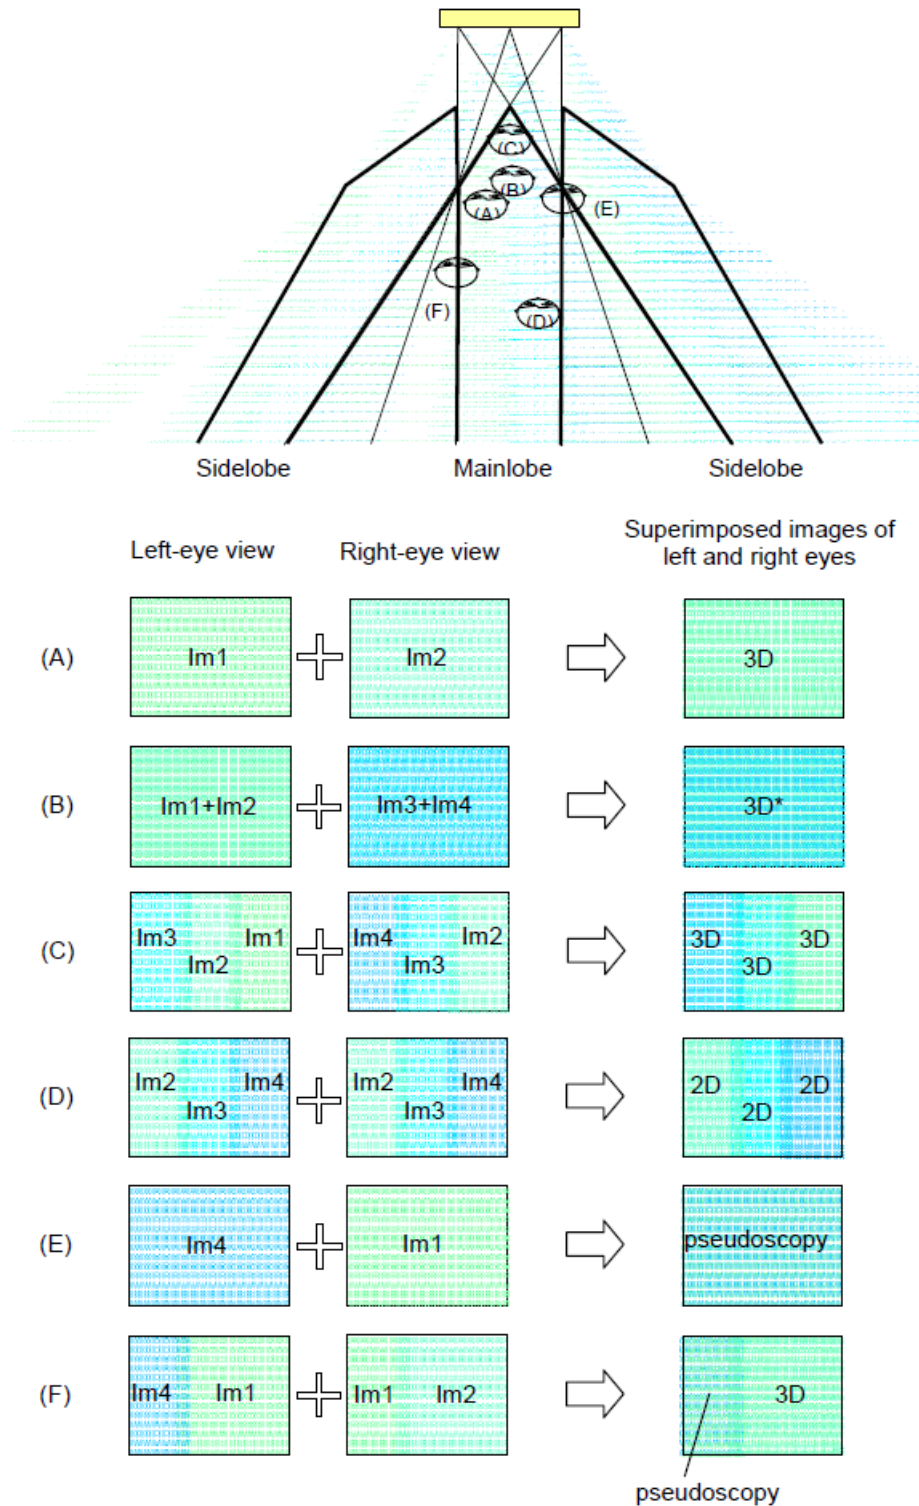 (C)
(B)
(A)
(E)
(F)
(D)
Sidelobe
Mainlobe
Sidelobe
Left-eye view
Right-eye view
Superimposed images of
left and right eyes
(A)
Im1
Im2
3D
(B)
Im1+Im2
Im3+Im4
3D*
(C)
Im3
Im2
Im1
Im4
Im3
Im2
3D
3D
3D
(D)
Im2
Im3
Im4
Im2
Im3
Im4
2D
2D
2D
(E)
Im4
Im1
pseudoscopy
(F)
Im4
Im1
Im1
Im2
3D
pseudoscopy